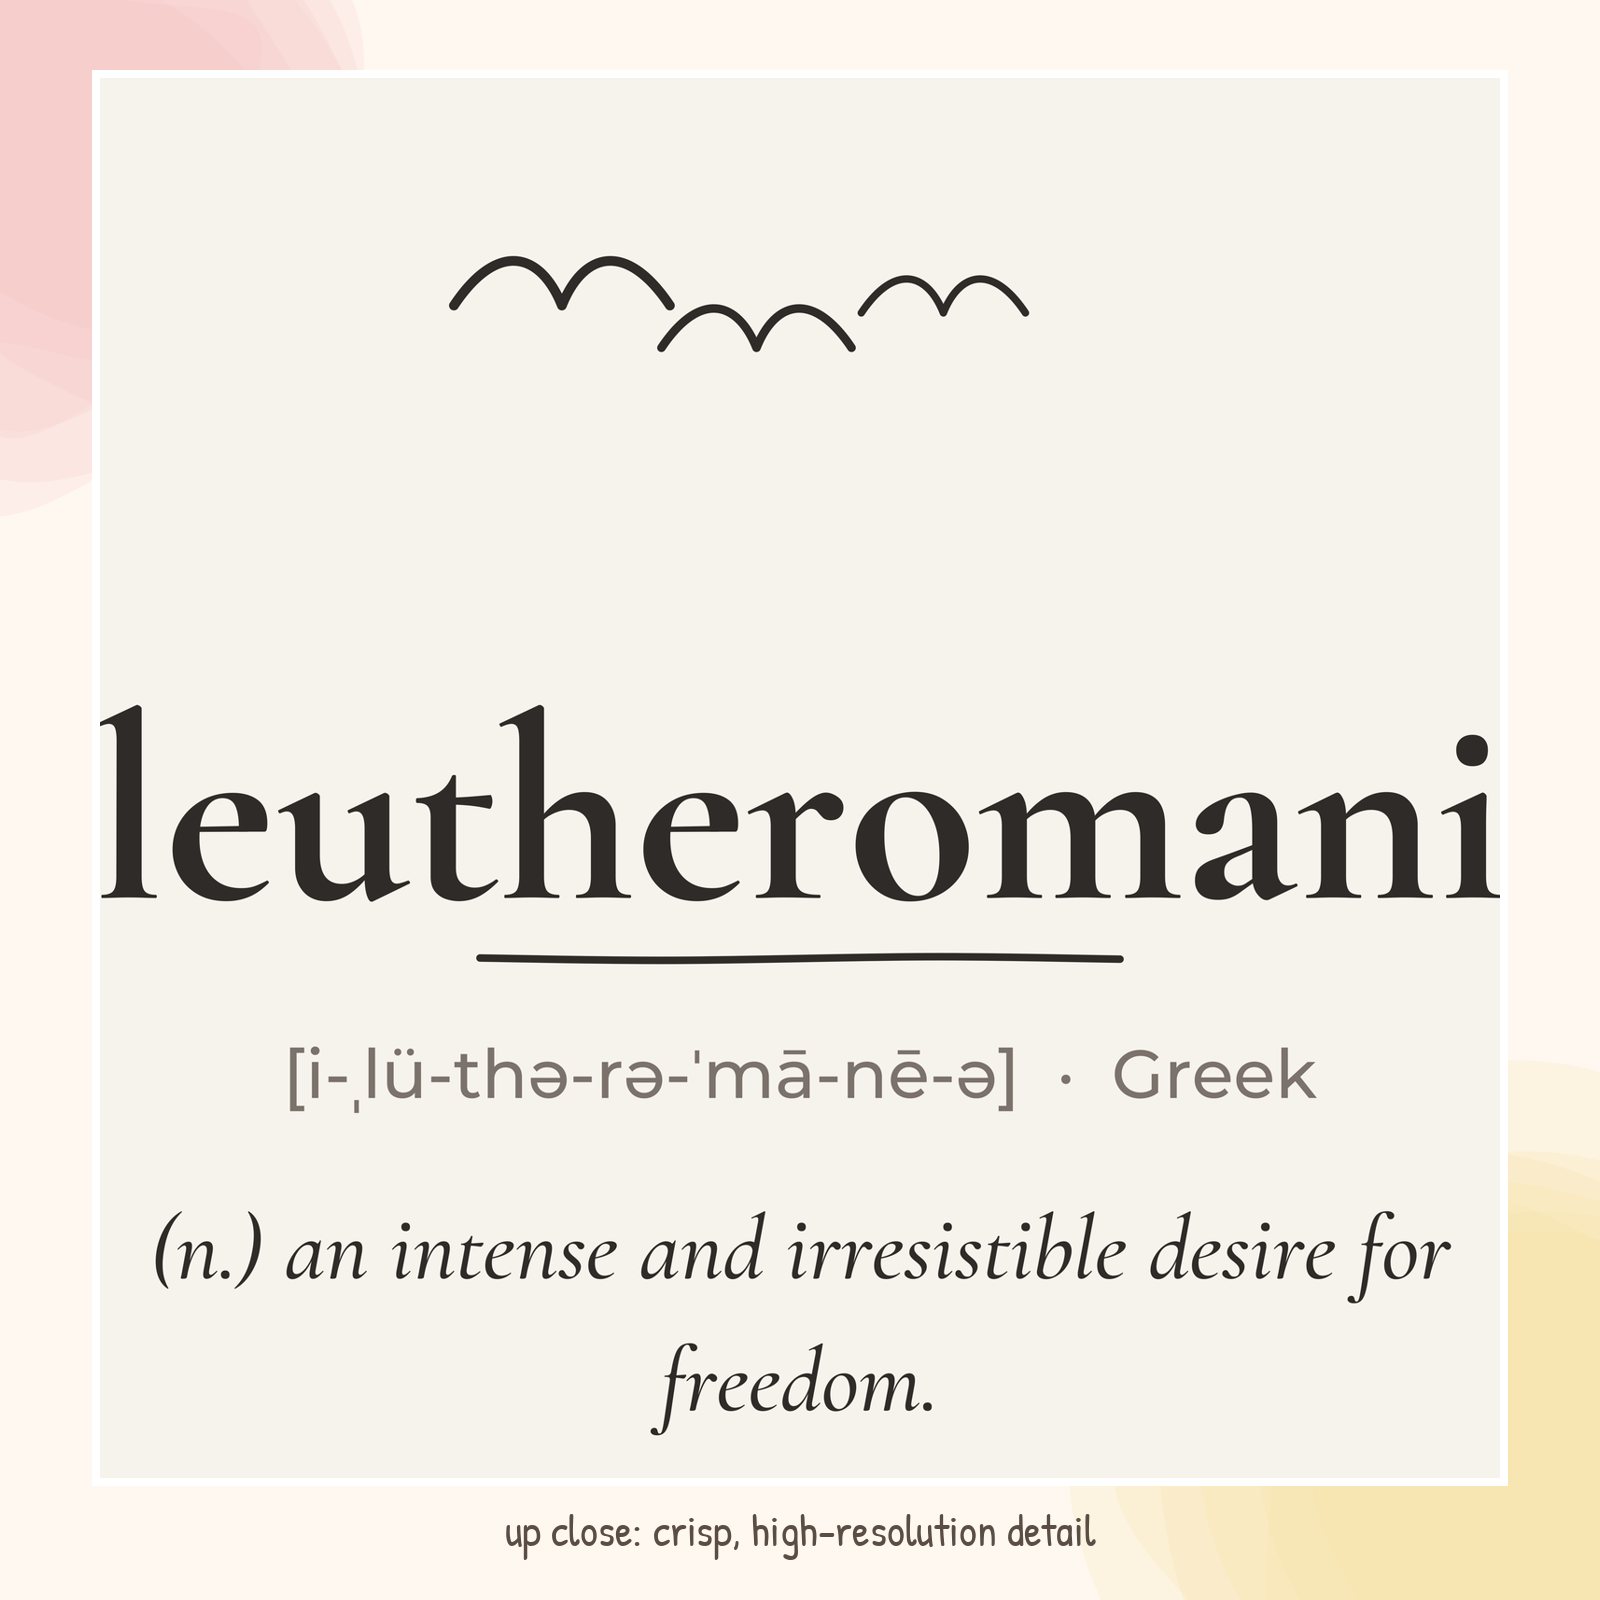 leutheromani
[i-ˌlü-thə-rə-ˈmā-nē-ə] · Greek
(n.) an intense and irresistible desire for
freedom.
up close: crisp, high-resolution detail